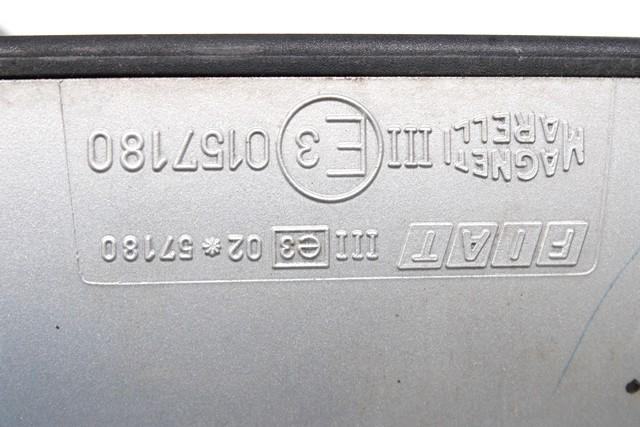 FIAT III e3 02*57180
MAGNETI
MARELLI III E3 0157180